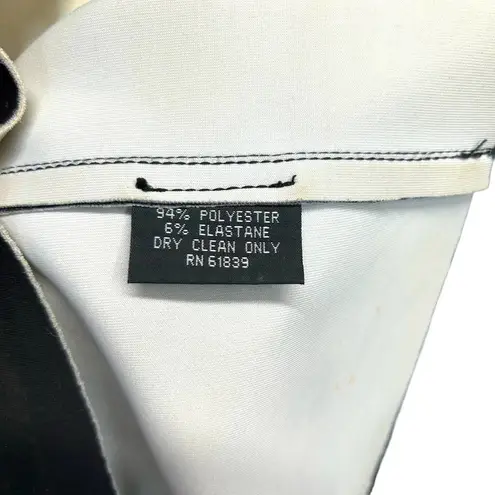 94% POLYESTER
6% ELASTANE
DRY CLEAN ONLY
RN 61839